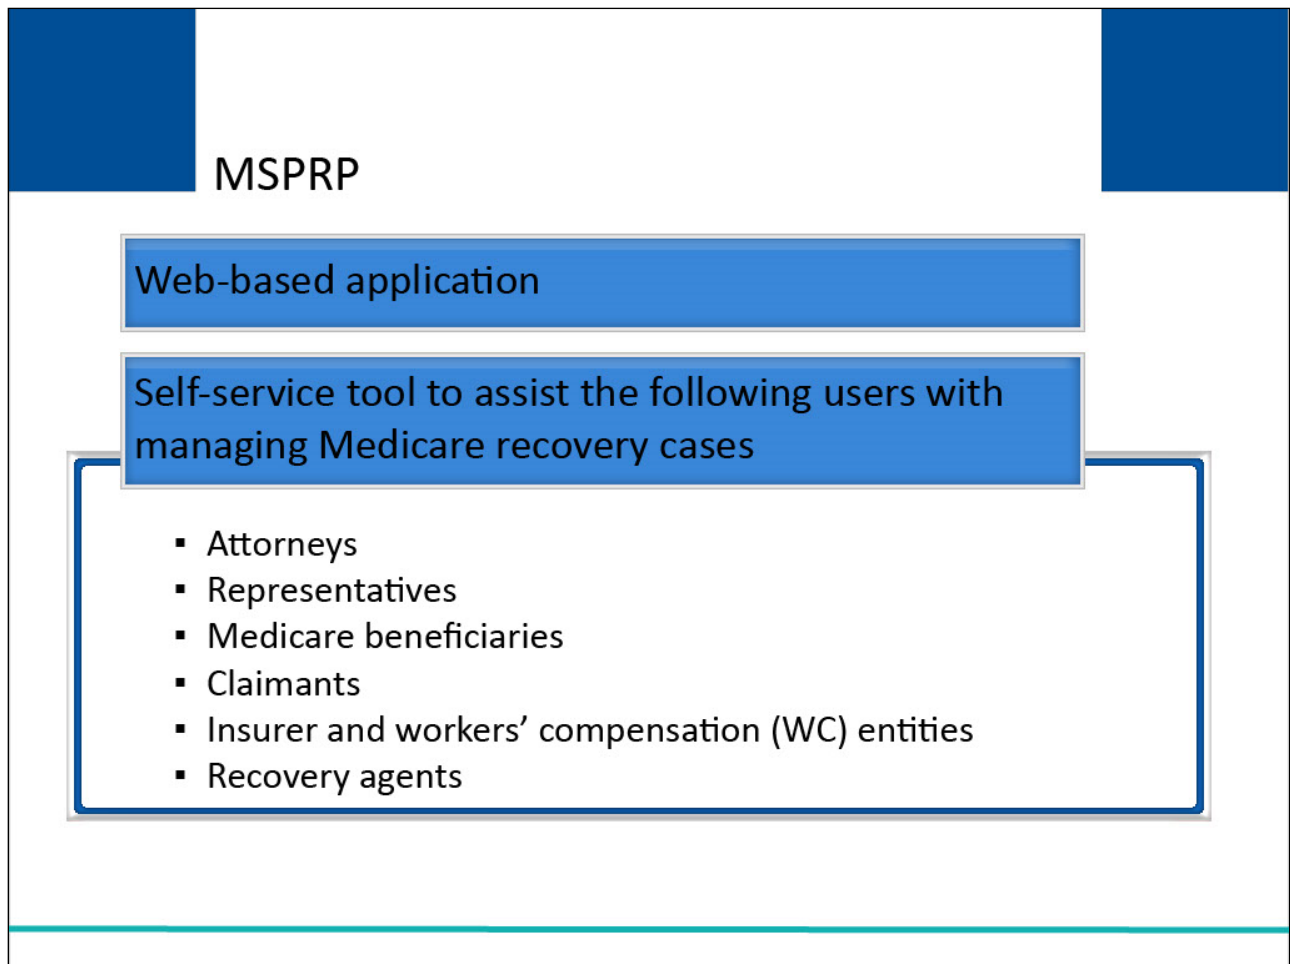 MSPRP
Web-based application
Self-service tool to assist the following users with
managing Medicare recovery cases
▪ Attorneys
▪ Representatives
▪ Medicare beneficiaries
▪ Claimants
▪ Insurer and workers’ compensation (WC) entities
▪ Recovery agents